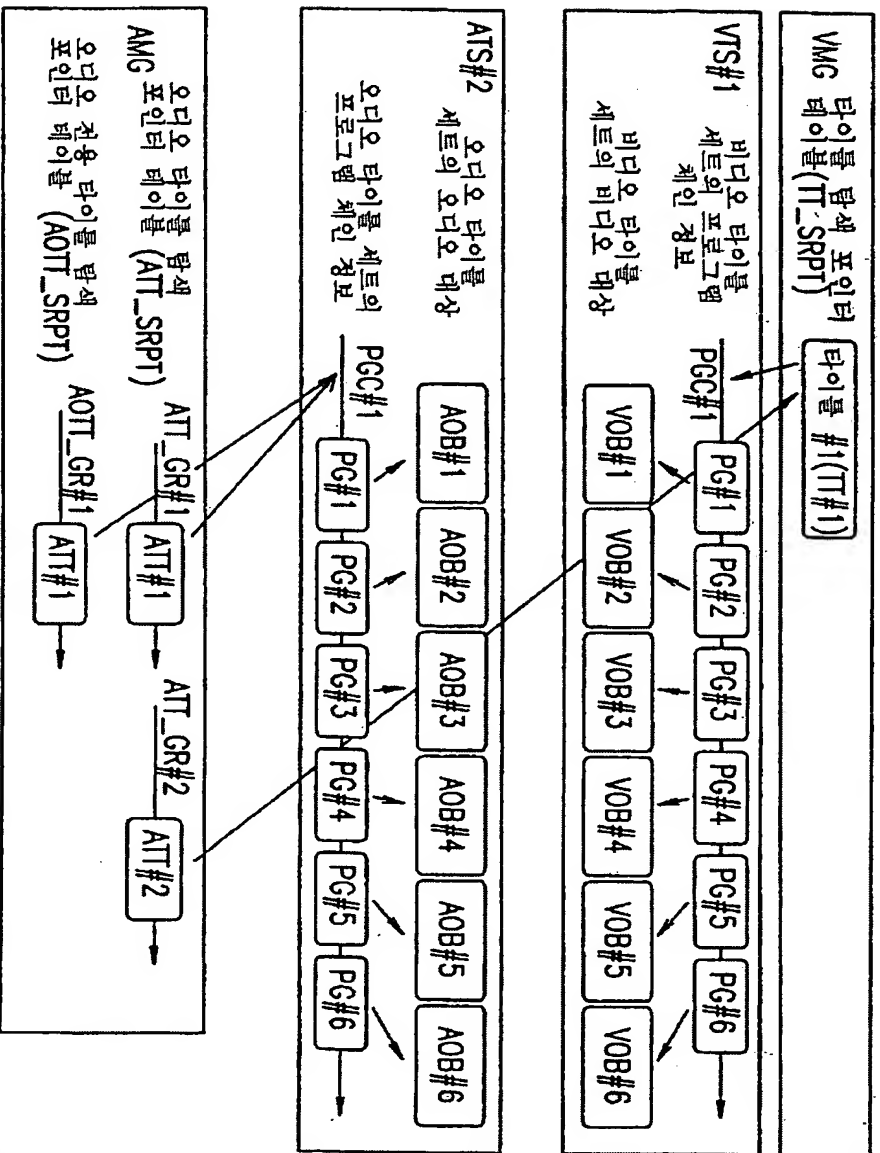 VMG 타이틀 탐색 포인터
테이블(TT_SRPT)
타이틀 #1(TT#1)
VTS#1
비디오 타이틀
세트의 프로그램
체인 정보
PGC#1
PG#1 PG#2 PG#3 PG#4 PG#5 PG#6
비디오 타이틀
세트의 비디오 대상
VOB#1 VOB#2 VOB#3 VOB#4 VOB#5 VOB#6
ATS#2
오디오 타이틀
세트의 오디오 대상
AOB#1 AOB#2 AOB#3 AOB#4 AOB#5 AOB#6
오디오 타이틀 세트의
프로그램 체인 정보
PGC#1
PG#1 PG#2 PG#3 PG#4 PG#5 PG#6
AMG
오디오 타이틀 탐색
포인터 테이블 (ATT_SRPT)
ATT_GR#1
ATT#1
ATT_GR#2
ATT#2
오디오 전용 타이틀 탐색
포인터 테이블 (AOTT_SRPT)
AOTT_GR#1
ATT#1